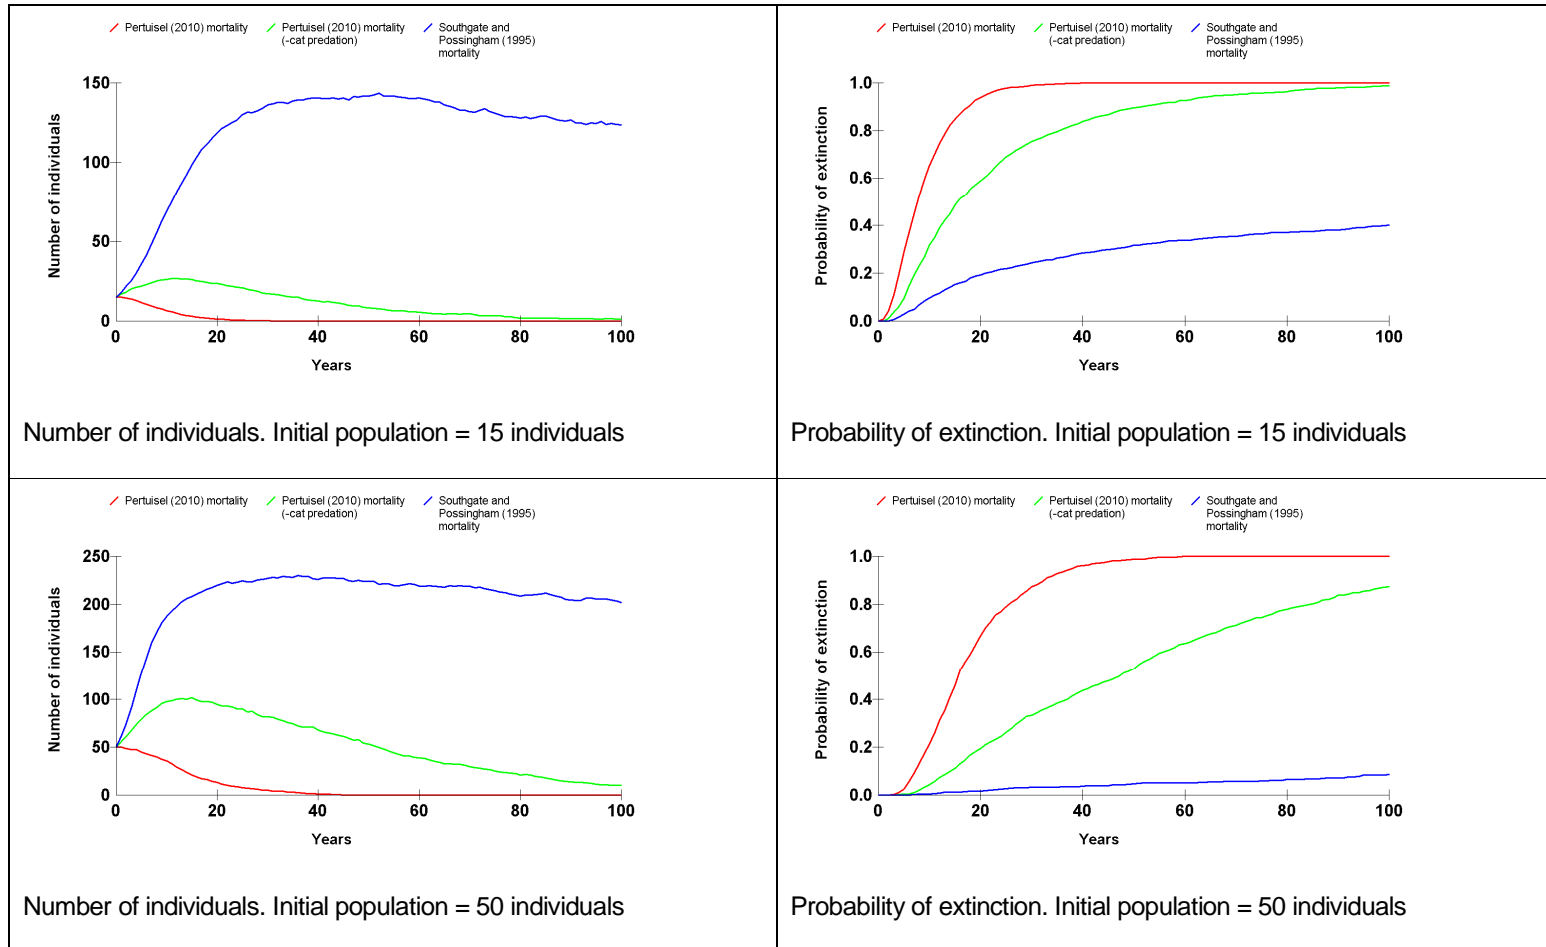 Pertuisel (2010) mortality
Pertuisel (2010) mortality
(-cat predation)
Southgate and
Possingham (1995)
mortality
Number of individuals
150
100
50
0
0 20 40 60 80 100
Years
Number of individuals. Initial population = 15 individuals
Pertuisel (2010) mortality
Pertuisel (2010) mortality
(-cat predation)
Southgate and
Possingham (1995)
mortality
Probability of extinction
1.0
0.8
0.6
0.4
0.2
0.0
0 20 40 60 80 100
Years
Probability of extinction. Initial population = 15 individuals
Pertuisel (2010) mortality
Pertuisel (2010) mortality
(-cat predation)
Southgate and
Possingham (1995)
mortality
Number of individuals
250
200
150
100
50
0
0 20 40 60 80 100
Years
Number of individuals. Initial population = 50 individuals
Pertuisel (2010) mortality
Pertuisel (2010) mortality
(-cat predation)
Southgate and
Possingham (1995)
mortality
Probability of extinction
1.0
0.8
0.6
0.4
0.2
0.0
0 20 40 60 80 100
Years
Probability of extinction. Initial population = 50 individuals